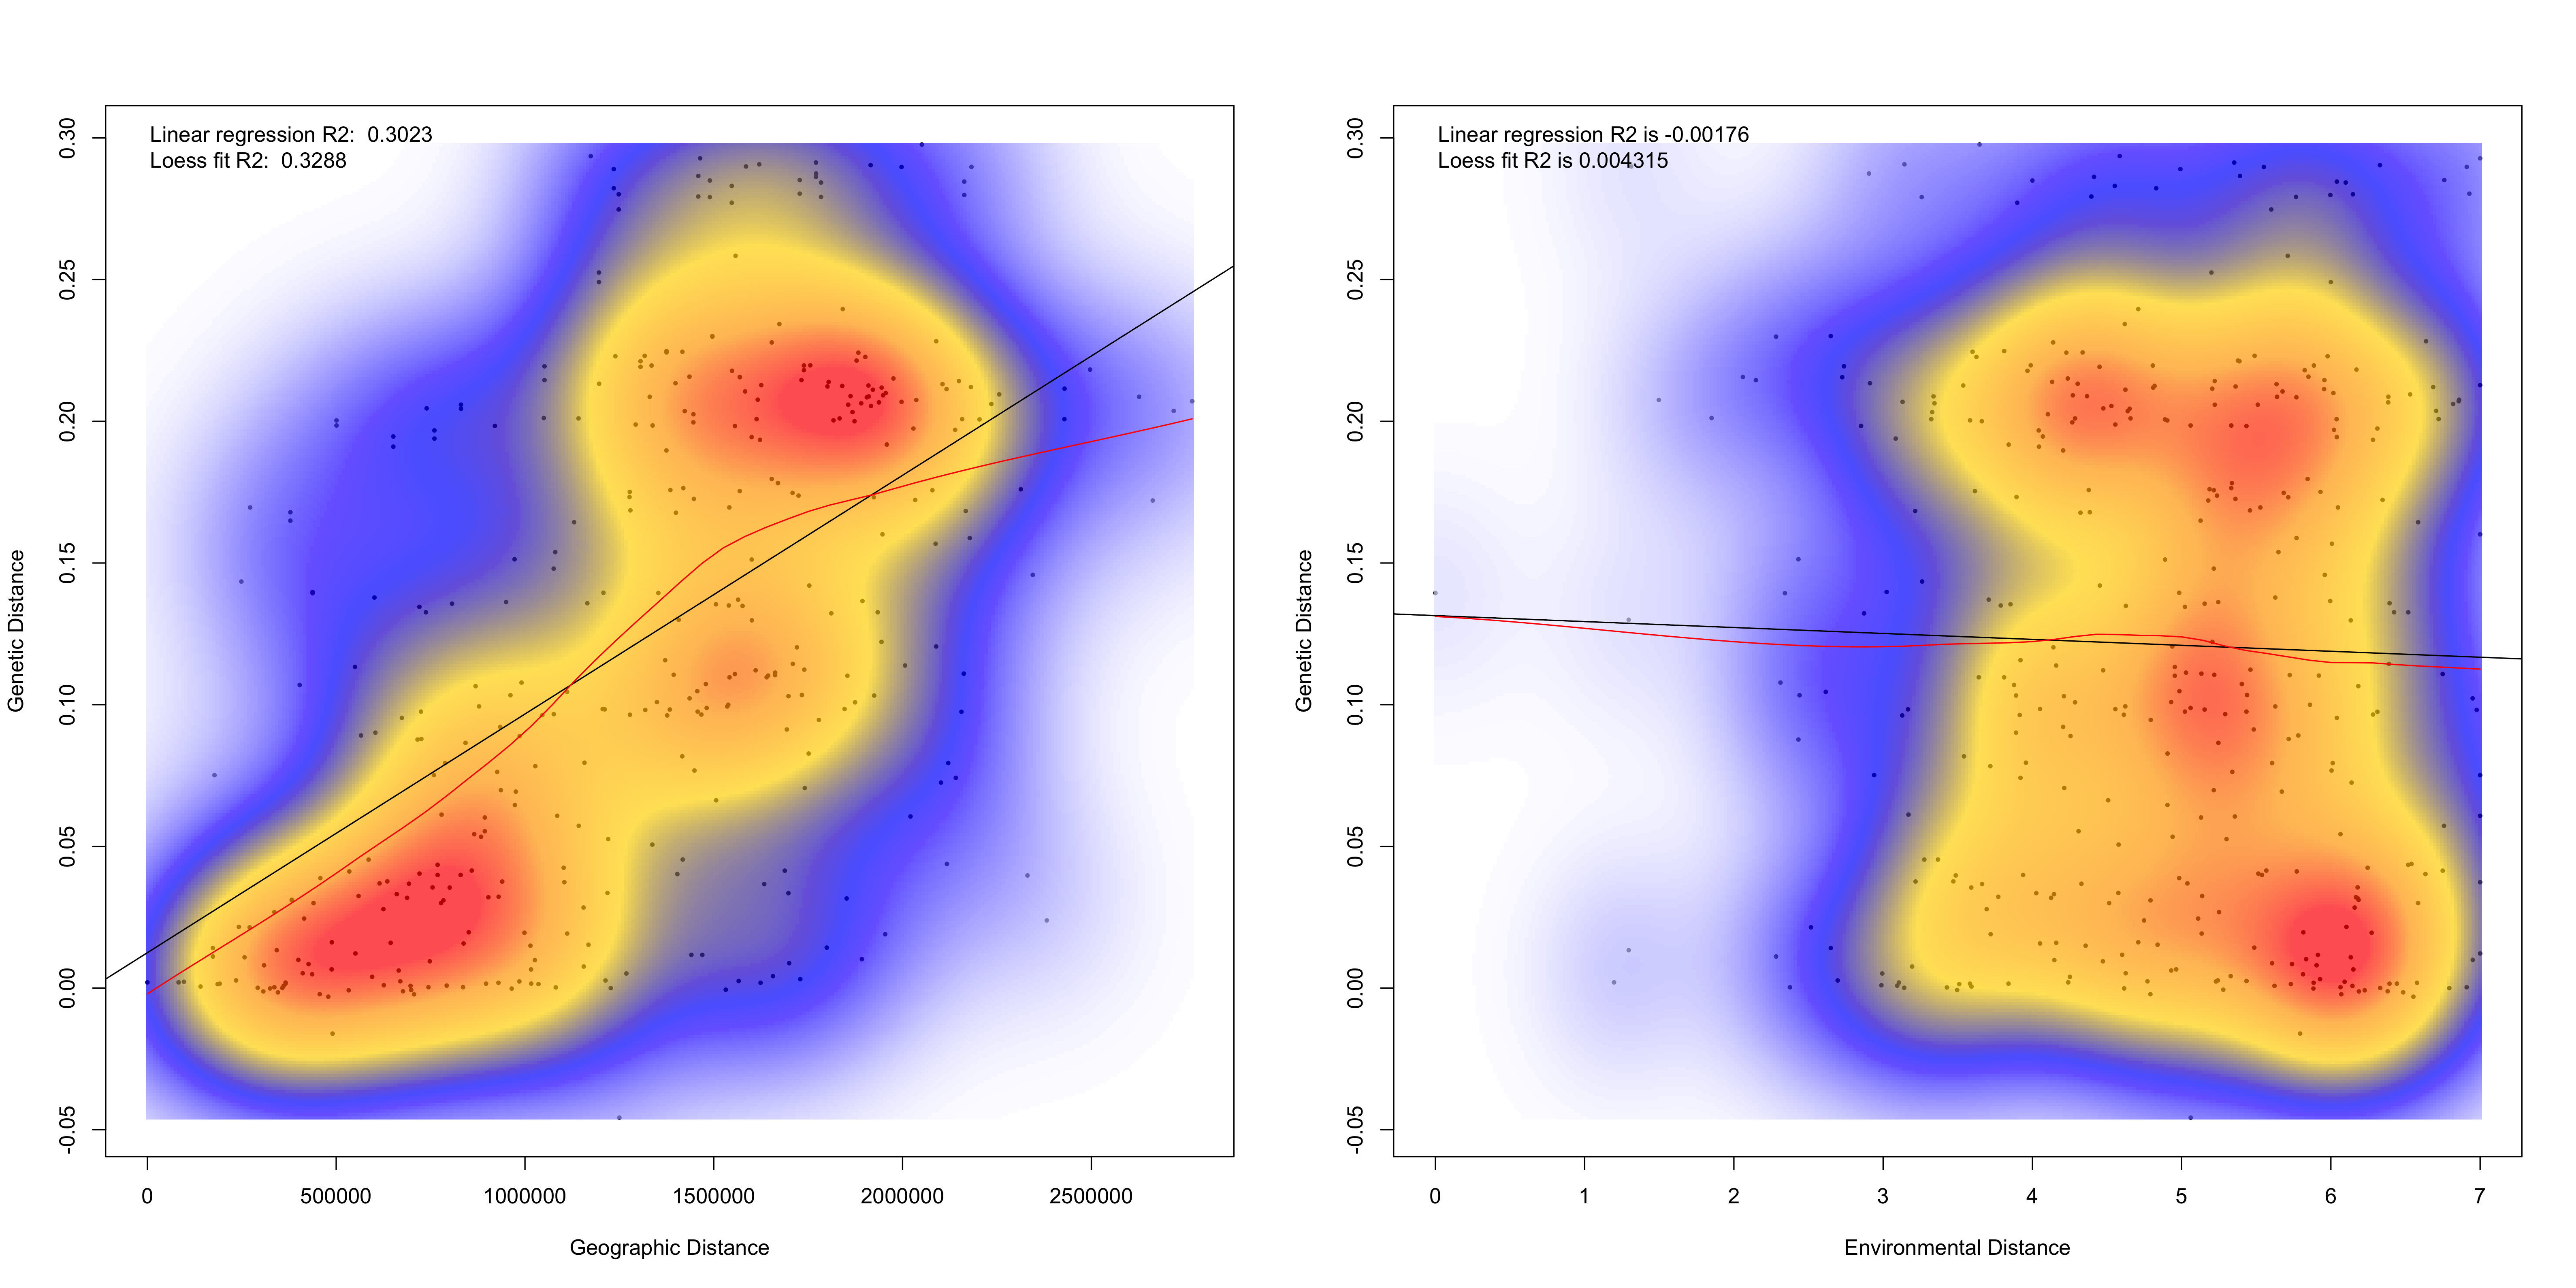 Linear regression R2: 0.3023
Loess fit R2: 0.3288
0.30
0.25
0.20
0.15
0.10
0.05
0.00
-0.05
Genetic Distance
0 500000 1000000 1500000 2000000 2500000
Geographic Distance
Linear regression R2 is -0.00176
Loess fit R2 is 0.004315
0.30
0.25
0.20
0.15
0.10
0.05
0.00
-0.05
Genetic Distance
0 1 2 3 4 5 6 7
Environmental Distance